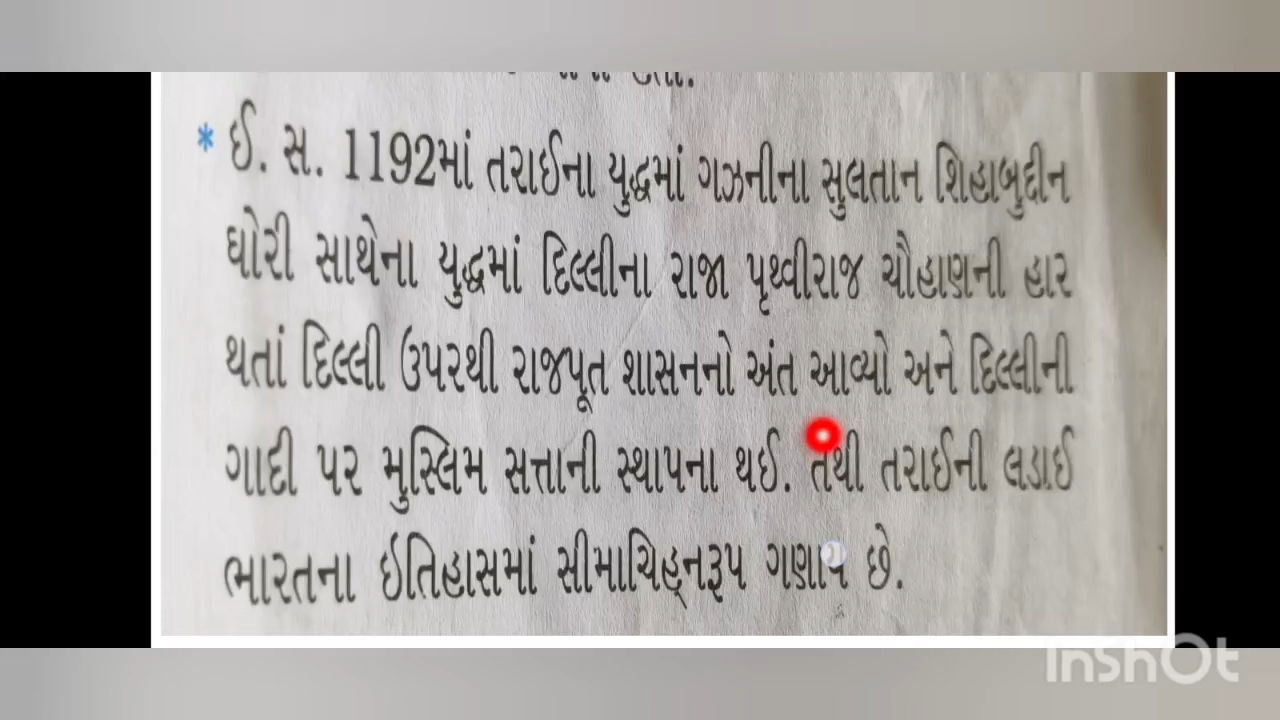 * ઈ. સ. 1192માં તરાઈના યુદ્ધમાં ગઝનીના સુલતાન શિહાબુદ્દીન
ઘોરી સાથેના યુદ્ધમાં દિલ્લીના રાજા પૃથ્વીરાજ ચૌહાણની હાર
થતાં દિલ્લી ઉપરથી રાજપૂત શાસનનો અંત આવ્યો અને દિલ્લીની
ગાદી પર મુસ્લિમ સત્તાની સ્થાપના થઈ. તેથી તરાઈની લડાઈ
ભારતના ઇતિહાસમાં સીમાચિહ્નરૂપ ગણાય છે.
InShOt